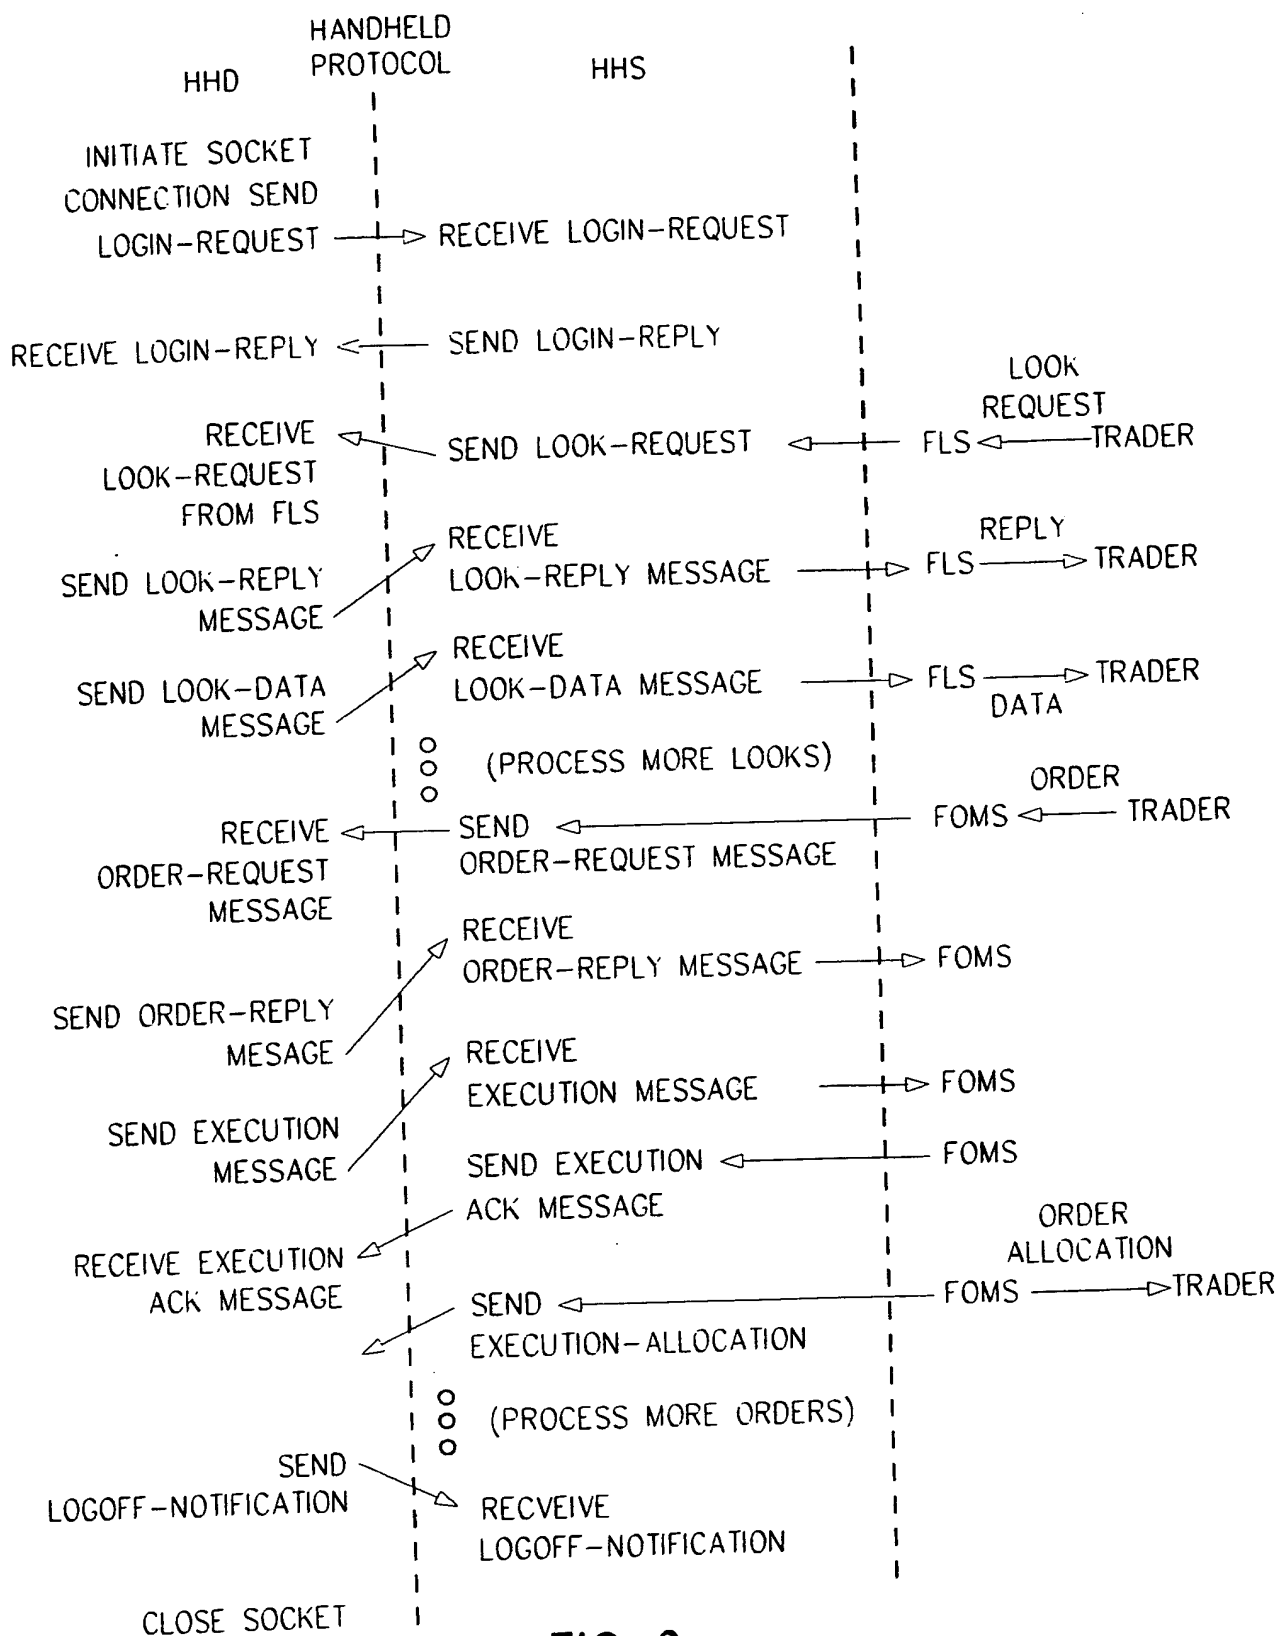 HANDHELD
PROTOCOL
HHD
HHS
INITIATE SOCKET
CONNECTION SEND
LOGIN-REQUEST
RECEIVE LOGIN-REQUEST
RECEIVE LOGIN-REPLY
SEND LOGIN-REPLY
LOOK
REQUEST
RECEIVE
LOOK-REQUEST
FROM FLS
SEND LOOK-REQUEST
FLS
TRADER
SEND LOOK-REPLY
MESSAGE
RECEIVE
LOOK-REPLY MESSAGE
REPLY
FLS
TRADER
SEND LOOK-DATA
MESSAGE
RECEIVE
LOOK-DATA MESSAGE
FLS
TRADER
DATA
(PROCESS MORE LOOKS)
ORDER
RECEIVE
ORDER-REQUEST
MESSAGE
SEND
ORDER-REQUEST MESSAGE
FOMS
TRADER
SEND ORDER-REPLY
MESAGE
RECEIVE
ORDER-REPLY MESSAGE
FOMS
SEND EXECUTION
MESSAGE
RECEIVE
EXECUTION MESSAGE
FOMS
SEND EXECUTION
ACK MESSAGE
FOMS
RECEIVE EXECUTION
ACK MESSAGE
ORDER
ALLOCATION
SEND
EXECUTION-ALLOCATION
FOMS
TRADER
(PROCESS MORE ORDERS)
SEND
LOGOFF-NOTIFICATION
RECVEIVE
LOGOFF-NOTIFICATION
CLOSE SOCKET